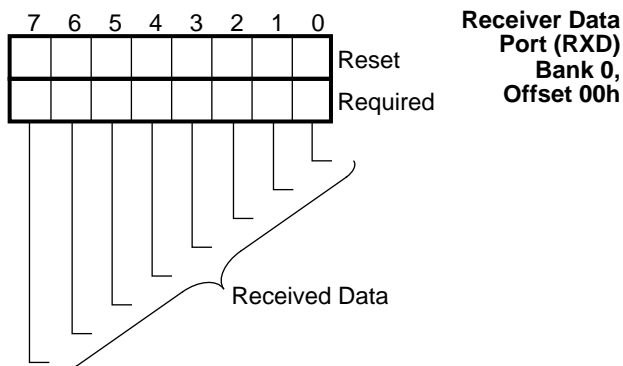 7 6 5 4 3 2 1 0
Reset
Required
Receiver Data
Port (RXD)
Bank 0,
Offset 00h
Received Data